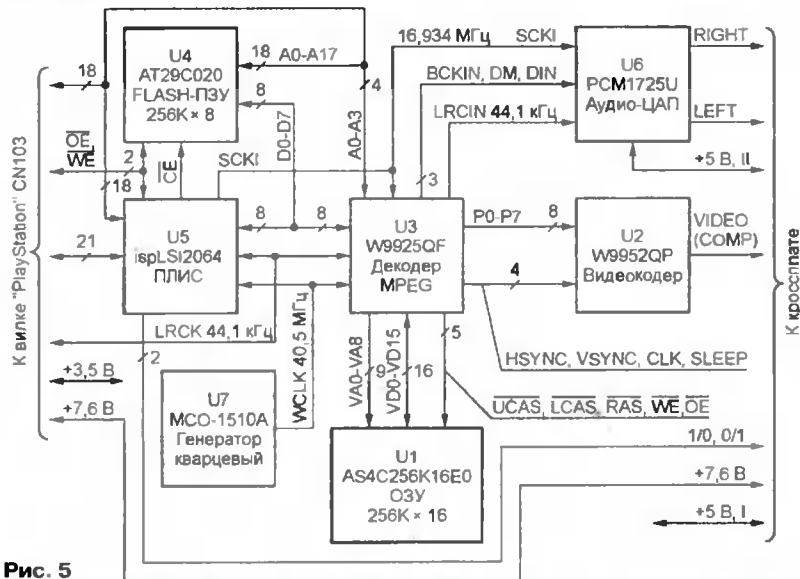 16,934 МГц SCKI
RIGHT
U4
AT29C020
FLASH-ПЗУ
256K × 8
18
18 A0-A17
4
U6
PCM1725U
Аудио-ЦАП
BCKIN, DM, DIN
8
D0-D7
A0-A3
LRCIN 44,1 кГц
LEFT
OE
WE
2
18
CE
SCKI
3
+5 В, II
К вилке "PlayStation" CN103
21
U5
ispLSI2064
ПЛИС
8
8
U3
W9925QF
Декодер
MPEG
P0-P7
8
U2
W9952QP
Видеокодер
VIDEO
(COMP)
4
К кроссплате
LRCK 44,1 кГц
2
HSYNC, VSYNC, CLK, SLEEP
+3,5 В
+7,6 В
U7
MCO-1510A
Генератор
кварцевый
WCLK 40,5 МГц
VA0-VA8
9
VD0-VD15
16
5
UCAS, LCAS, RAS, WE, OE
1/0, 0/1
U1
AS4C256K16E0
ОЗУ
256K × 16
+7,6 В
+5 В, I
Рис. 5